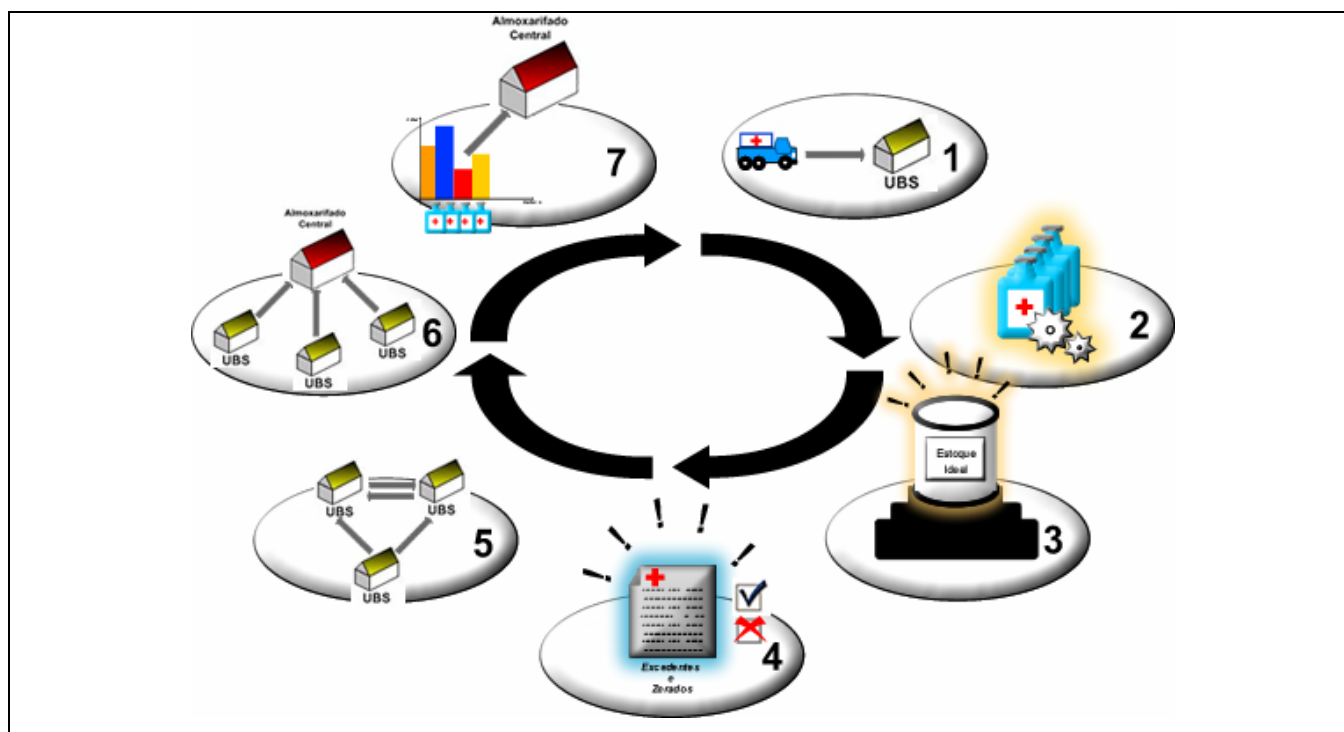 Almoxarifado
Central
7
1
UBS
2
Estoque
Ideal
3
Excedentes
e
Zerados
4
UBS
UBS
UBS
5
Almoxarifado
Central
UBS
UBS
UBS
6